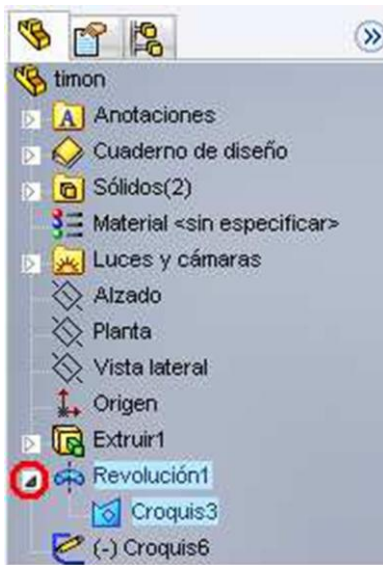 timon
A Anotaciones
Cuaderno de diseño
Sólidos(2)
Material <sin especificar>
Luces y cámaras
Alzado
Planta
Vista lateral
Origen
Extruir1
Revolución1
Croquis3
(-) Croquis6